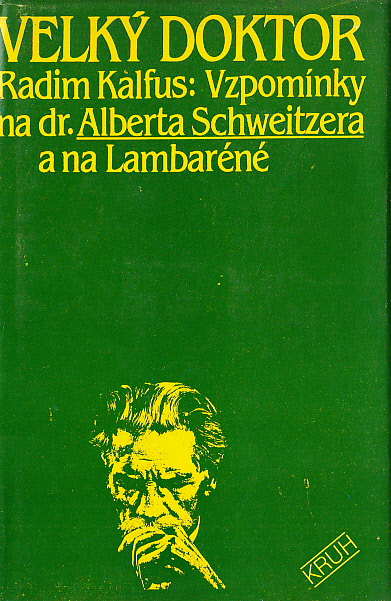 VELKÝ DOKTOR
Radim Kalfus: Vzpomínky
na dr. Alberta Schweitzera
a na Lambaréné
KRUH